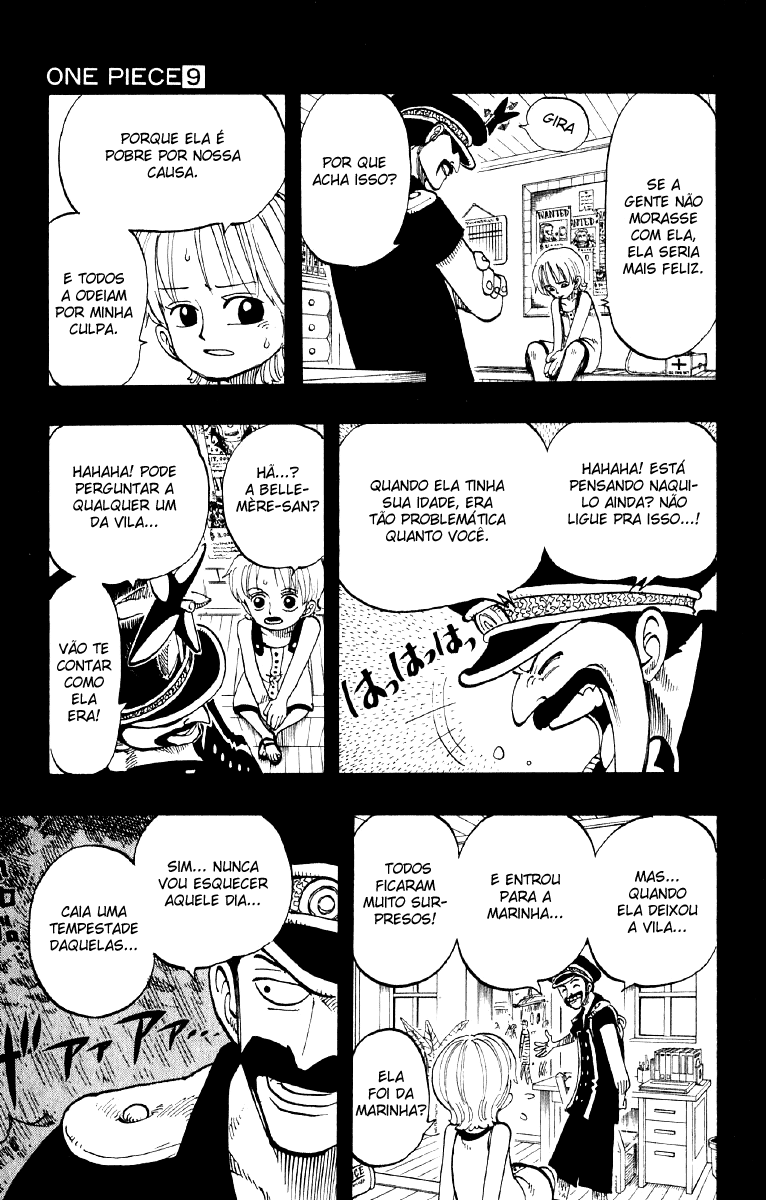 ONE PIECE 9
SE A
GENTE NÃO
MORASSE
COM ELA,
ELA SERIA
MAIS FELIZ.
GIRA
WANTED
WANTED
POR QUE
ACHA ISSO?
PORQUE ELA É
POBRE POR NOSSA
CAUSA.
E TODOS
A ODEIAM
POR MINHA
CULPA.
HAHAHA! ESTÁ
PENSANDO NAQUI-
LO AINDA? NÃO
LIGUE PRA ISSO...!
QUANDO ELA TINHA
SUA IDADE, ERA
TÃO PROBLEMÁTICA
QUANTO VOCÊ.
はっはっはっ
HÃ...?
A BELLE-
MÈRE-SAN?
HAHAHA! PODE
PERGUNTAR A
QUALQUER UM
DA VILA...
VÃO TE
CONTAR
COMO
ELA
ERA!
MAS...
QUANDO
ELA DEIXOU
A VILA...
E ENTROU
PARA A
MARINHA...
TODOS
FICARAM
MUITO SUR-
PRESOS!
ELA
FOI DA
MARINHA?
SIM... NUNCA
VOU ESQUECER
AQUELE DIA...
CAIA UMA
TEMPESTADE
DAQUELAS...
ザアアア...